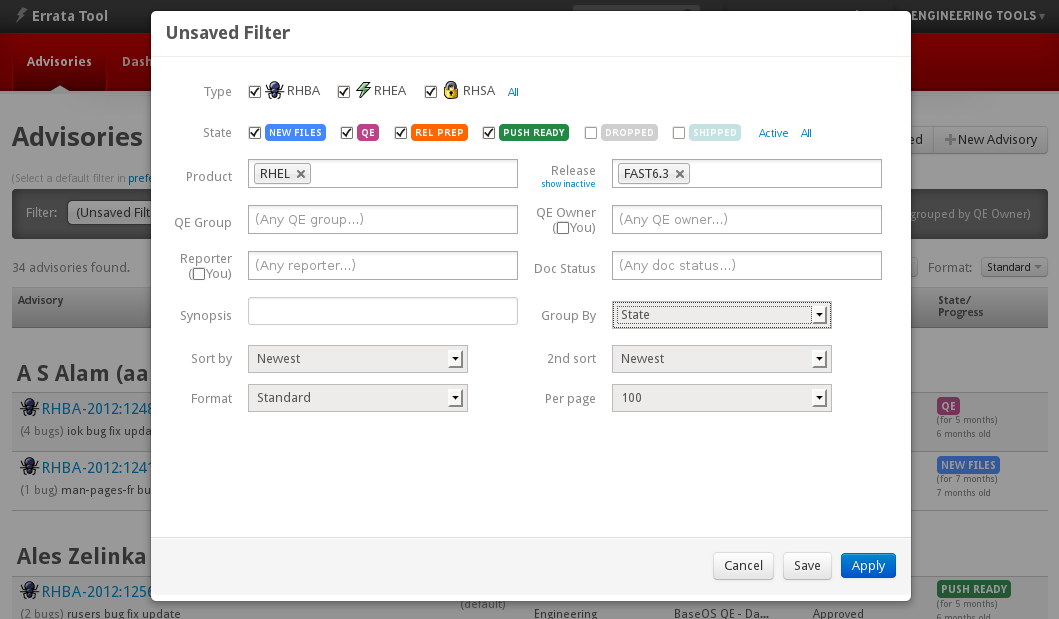 Errata Tool
ENGINEERING TOOLS
Advisories Dash
Unsaved Filter
Type RHBA RHEA RHSA All
State NEW FILES QE REL PREP PUSH READY DROPPED SHIPPED Active All
Advisories
ed New Advisory
Product RHEL FAST6.3 Release
show inactive
(Select a default filter in prefe
Filter: (Unsaved Filt
grouped by QE Owner)
QE Group (Any QE group...) QE Owner (Any QE owner...)
(You)
Reporter (Any reporter...) Doc Status (Any doc status...)
(You)
34 advisories found.
Format: Standard
Advisory
State/
Progress
Synopsis Group By State
Sort by Newest 2nd sort Newest
A S Alam (aa
Format Standard Per page 100
RHBA-2012:1248
QE
(for 5 months)
(4 bugs) iok bug fix upda
6 months old
RHBA-2012:1241
NEW FILES
(for 7 months)
(1 bug) man-pages-fr bu
7 months old
Ales Zelinka
Cancel Save Apply
RHBA-2012:1256
PUSH READY
(for 5 months)
(default)
(2 bugs) rusers bug fix update
Engineering BaseOS QE - Da... Approved
6 months old